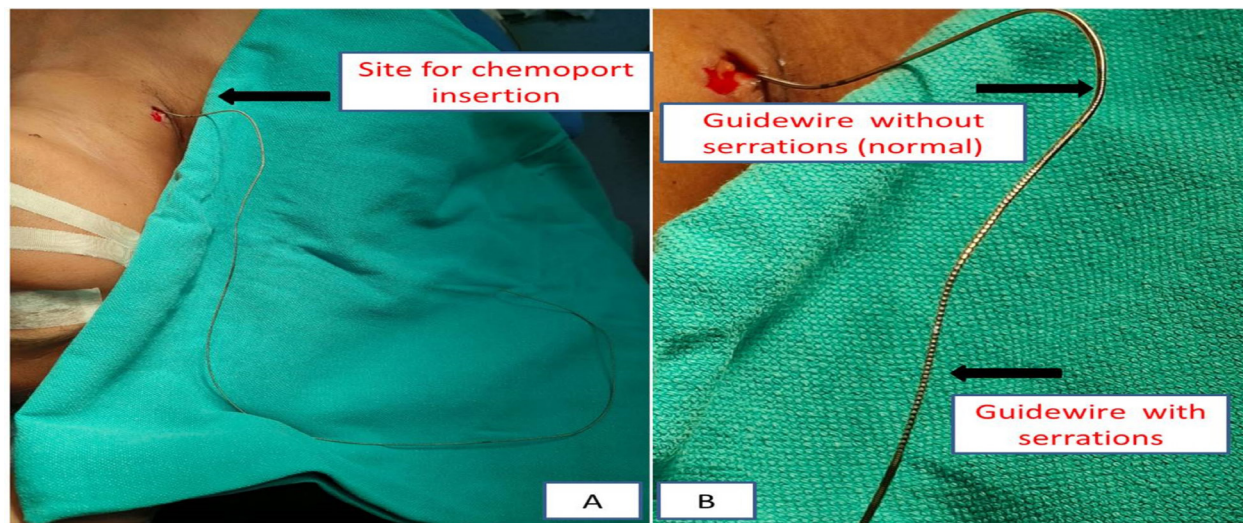 Site for chemoport
insertion
A
Guidewire without
serrations (normal)
Guidewire with
serrations
B